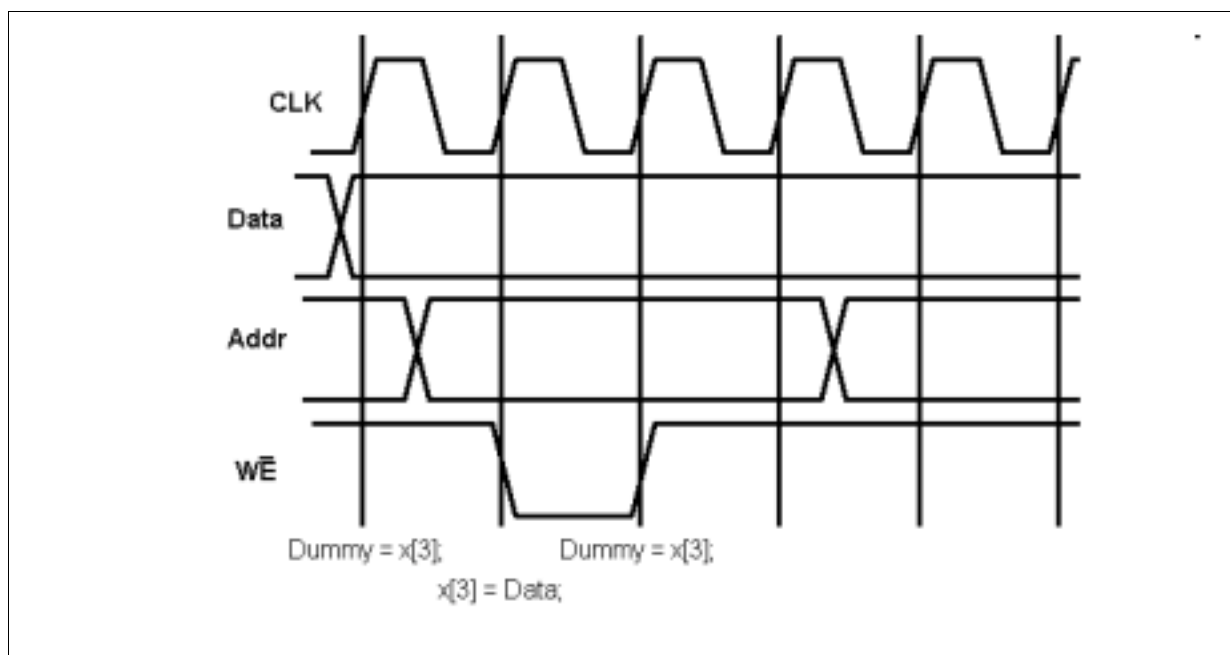 CLK
Data
Addr
WE̅
Dummy = x[3]; Dummy = x[3];
x[3] = Data;